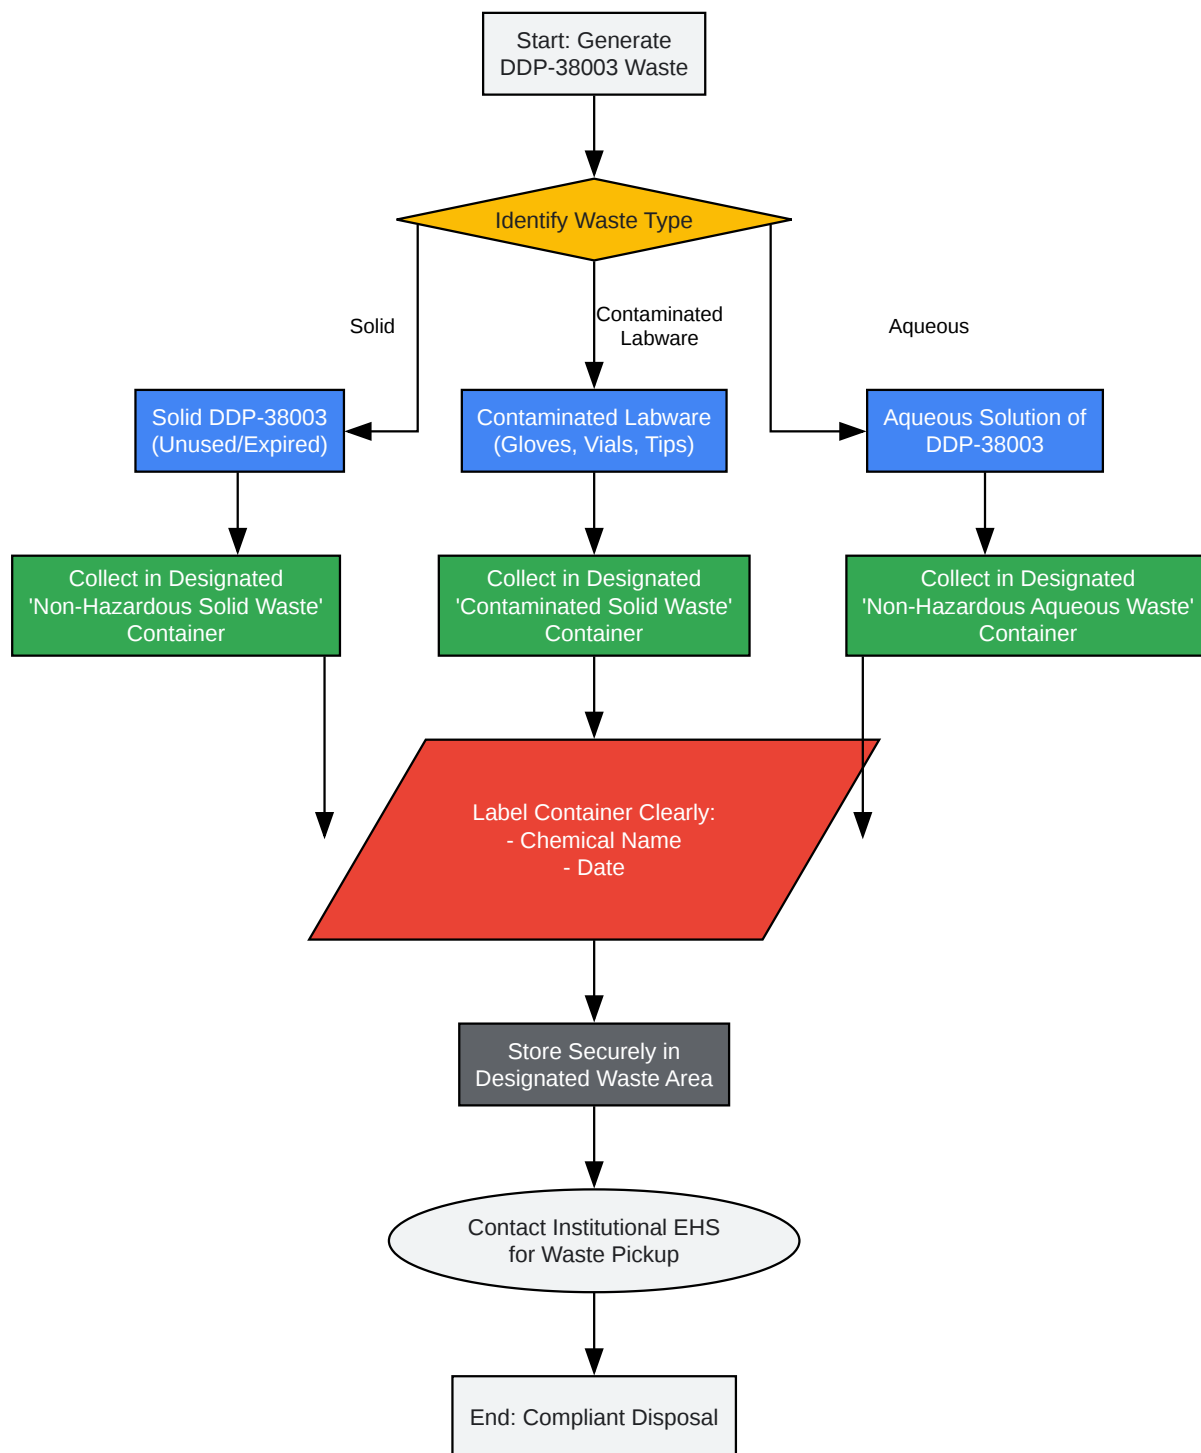 Start: Generate
DDP-38003 Waste
Identify Waste Type
Solid
Contaminated
Labware
Aqueous
Solid DDP-38003
(Unused/Expired)
Contaminated Labware
(Gloves, Vials, Tips)
Aqueous Solution of
DDP-38003
Collect in Designated
'Non-Hazardous Solid Waste'
Container
Collect in Designated
'Contaminated Solid Waste'
Container
Collect in Designated
'Non-Hazardous Aqueous Waste'
Container
Label Container Clearly:
- Chemical Name
- Date
Store Securely in
Designated Waste Area
Contact Institutional EHS
for Waste Pickup
End: Compliant Disposal